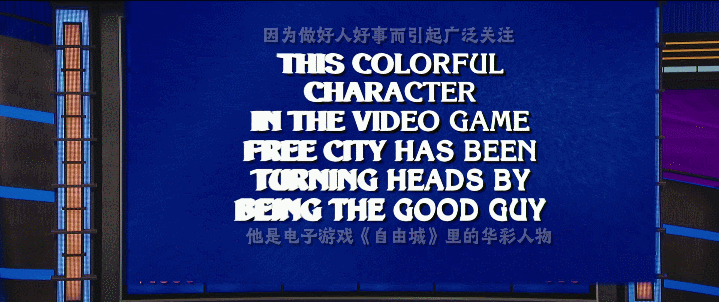 因为做好人好事而引起广泛关注
THIS COLORFUL
CHARACTER
IN THE VIDEO GAME
FREE CITY HAS BEEN
TURNING HEADS BY
BEING THE GOOD GUY
他是电子游戏《自由城》里的华彩人物